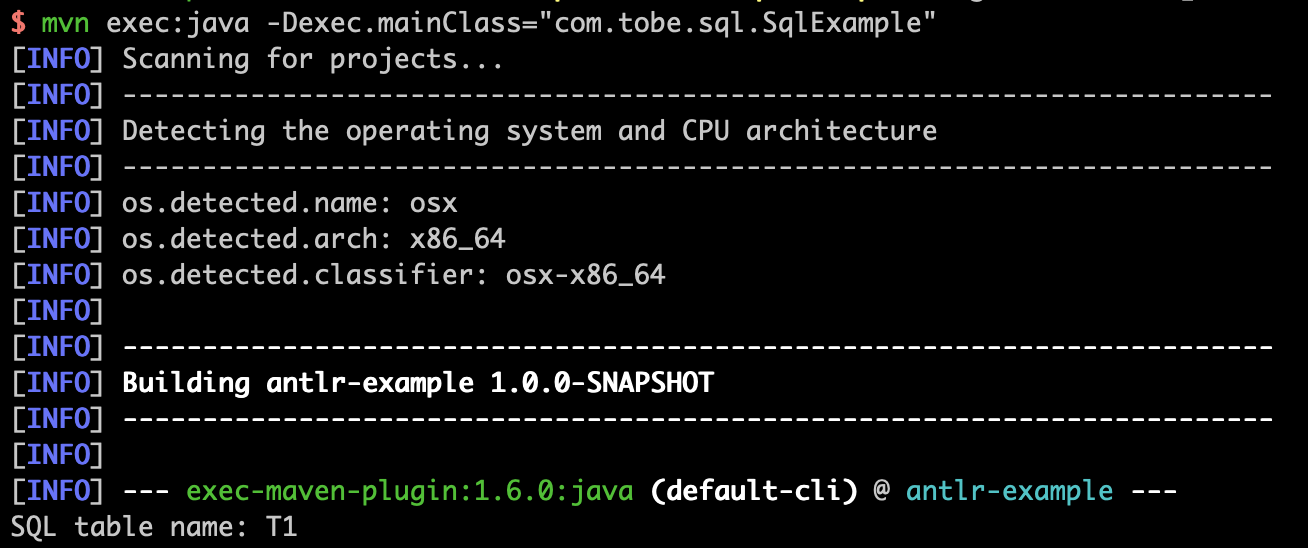 $ mvn exec:java -Dexec.mainClass="com.tobe.sql.SqlExample"
[INFO] Scanning for projects...
[INFO] ------------------------------------------------------------------------
[INFO] Detecting the operating system and CPU architecture
[INFO] ------------------------------------------------------------------------
[INFO] os.detected.name: osx
[INFO] os.detected.arch: x86_64
[INFO] os.detected.classifier: osx-x86_64
[INFO]
[INFO] ------------------------------------------------------------------------
[INFO] Building antlr-example 1.0.0-SNAPSHOT
[INFO] ------------------------------------------------------------------------
[INFO]
[INFO] --- exec-maven-plugin:1.6.0:java (default-cli) @ antlr-example ---
SQL table name: T1